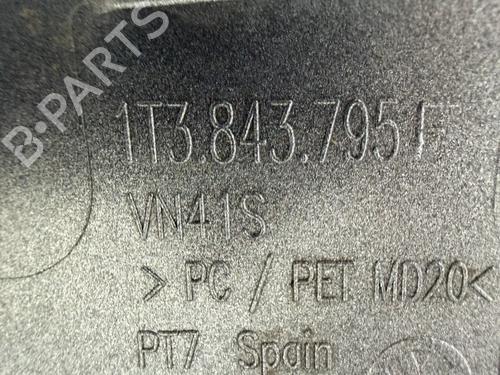 B-PARTS
1T3.843.795
VN41S
> PC / PET MD20<
PT7 Spain